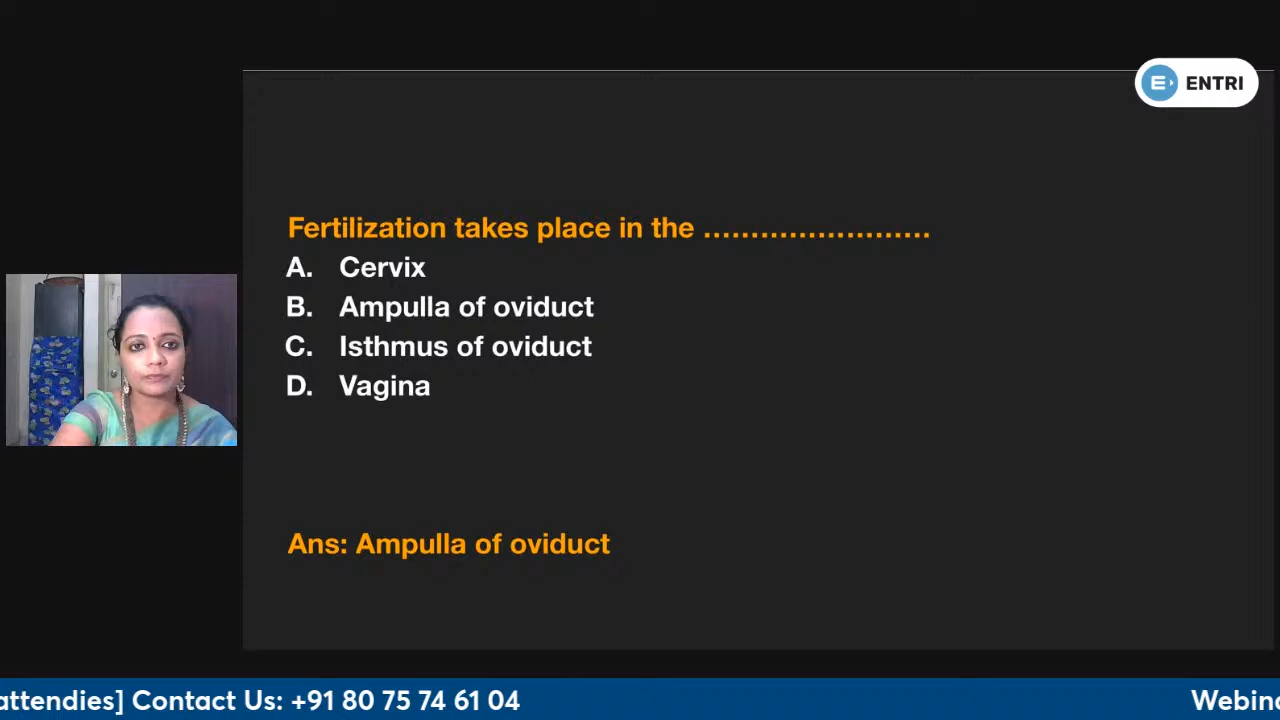 ENTRI
Fertilization takes place in the ........................
A. Cervix
B. Ampulla of oviduct
C. Isthmus of oviduct
D. Vagina
Ans: Ampulla of oviduct
attendies] Contact Us: +91 80 75 74 61 04
Webin